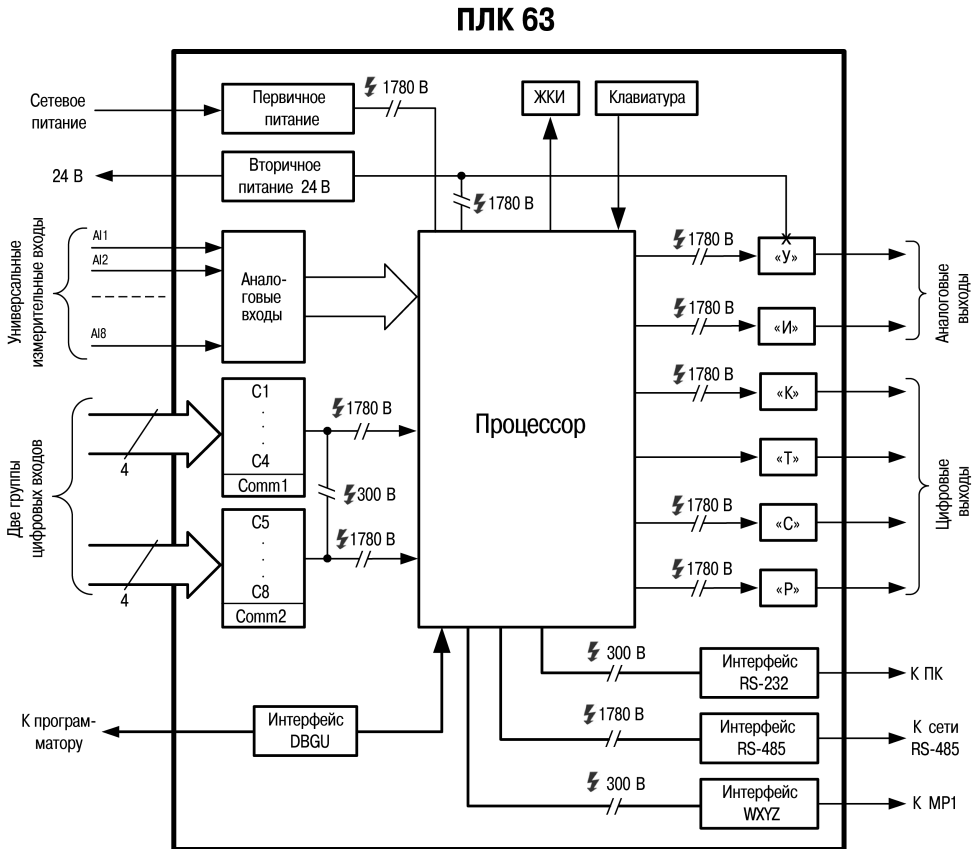 ПЛК 63
Сетевое
питание
Первичное
питание
1780 В
ЖКИ
Клавиатура
24 В
Вторичное
питание 24 В
1780 В
Универсальные
измерительные входы
AI1
AI2
AI8
Анало-
говые
входы
Процессор
1780 В
«У»
1780 В
«И»
Аналоговые
выходы
1780 В
«К»
«Т»
1780 В
«С»
1780 В
«Р»
Цифровые
выходы
Две группы
цифровых входов
4
4
C1
.
.
C4
Comm1
C5
.
.
C8
Comm2
1780 В
300 В
1780 В
К програм-
матору
Интерфейс
DBGU
300 В
Интерфейс
RS-232
К ПК
1780 В
Интерфейс
RS-485
К сети
RS-485
300 В
Интерфейс
WXYZ
К МР1